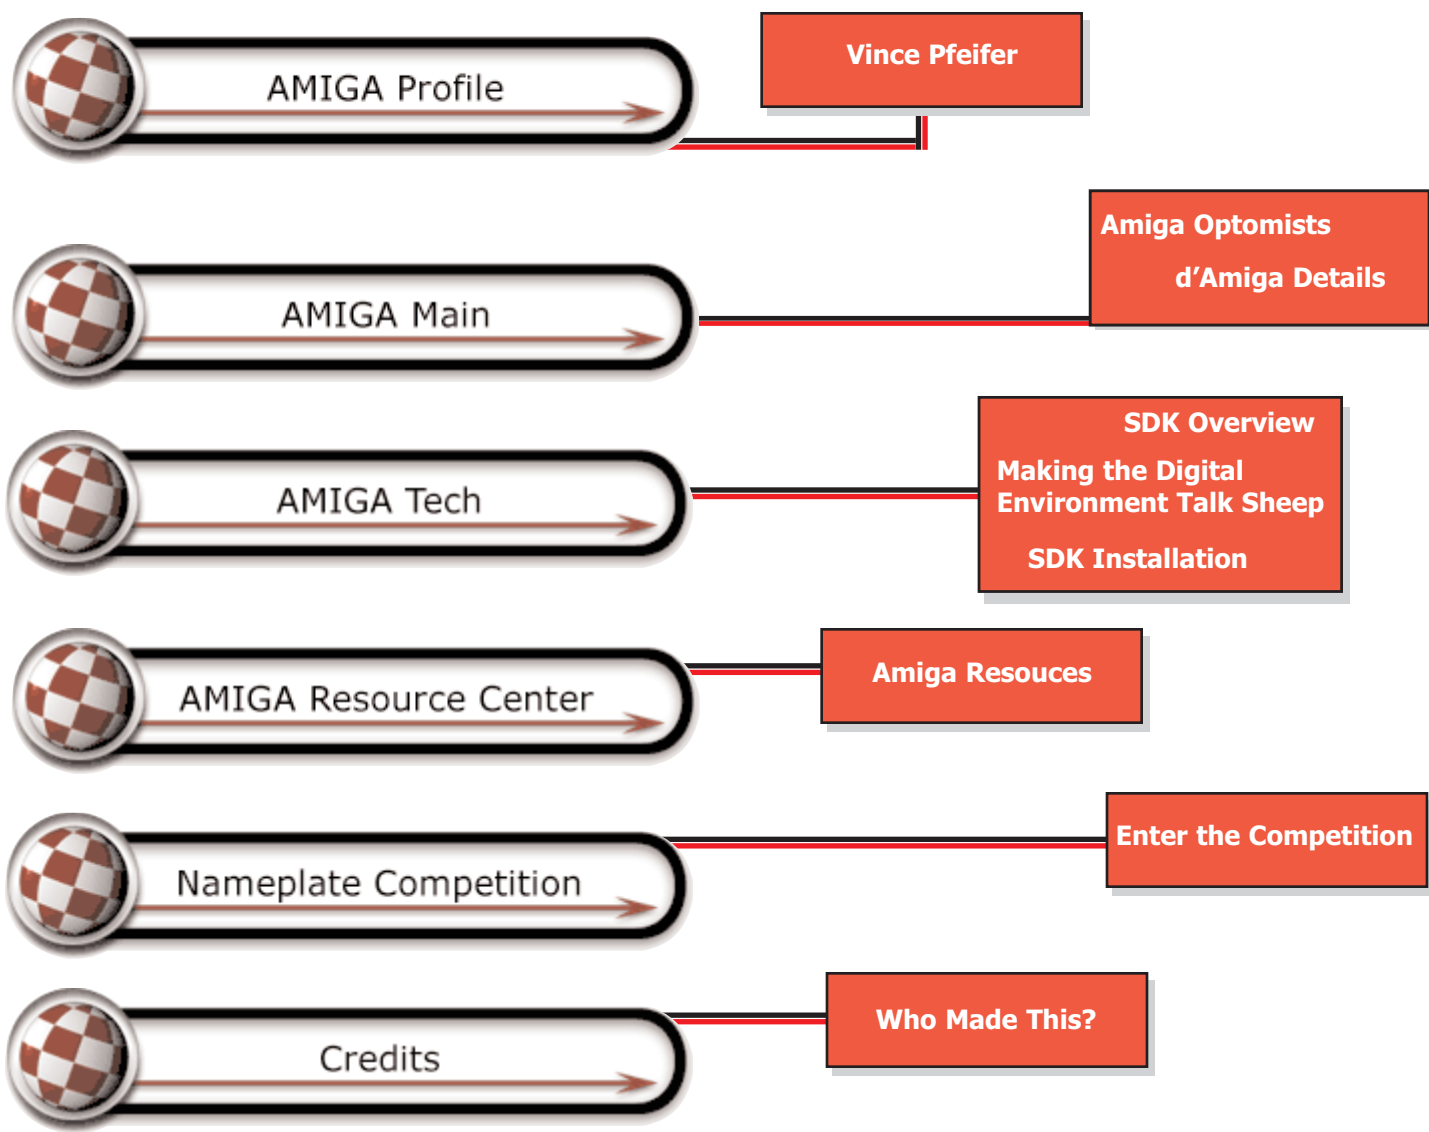 AMIGA Profile
Vince Pfeifer
AMIGA Main
Amiga Optomists
d'Amiga Details
AMIGA Tech
SDK Overview
Making the Digital
Environment Talk Sheep
SDK Installation
AMIGA Resource Center
Amiga Resouces
Nameplate Competition
Enter the Competition
Credits
Who Made This?